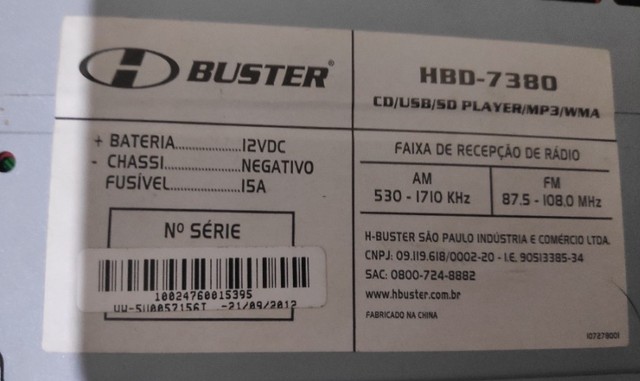 H BUSTER®
HBD-7380
CD/USB/SD PLAYER/MP3/WMA
+ BATERIA..................12VDC
- CHASSI...................NEGATIVO
FUSÍVEL...................15A
FAIXA DE RECEPÇÃO DE RÁDIO
AM
530 - 1710 KHz
FM
87.5 - 108.0 MHz
Nº SÉRIE
10024760015395
-21/09/2012
H-BUSTER SÃO PAULO INDÚSTRIA E COMÉRCIO LTDA.
CNPJ: 09.119.618/0002-20 - I.E. 90513385-34
SAC: 0800-724-8882
www.hbuster.com.br
FABRICADO NA CHINA
107278001